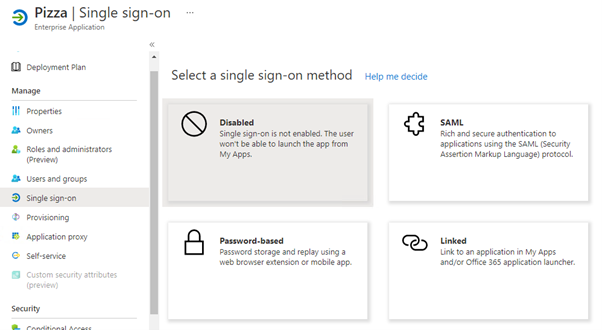 Pizza | Single sign-on ...
Enterprise Application
«
Deployment Plan
Manage
Properties
Owners
Roles and administrators
(Preview)
Users and groups
Single sign-on
Provisioning
Application proxy
Self-service
Custom security attributes
(preview)
Security
Conditional Access
Select a single sign-on method Help me decide
Disabled
Single sign-on is not enabled. The user
won't be able to launch the app from
My Apps.
SAML
Rich and secure authentication to
applications using the SAML (Security
Assertion Markup Language) protocol.
Password-based
Password storage and replay using a
web browser extension or mobile app.
Linked
Link to an application in My Apps
and/or Office 365 application launcher.